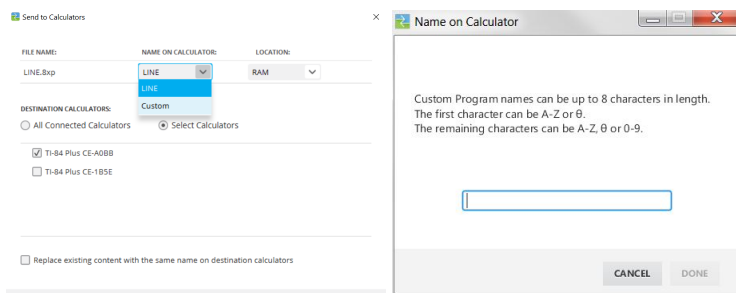 Send to Calculators
FILE NAME: NAME ON CALCULATOR: LOCATION:
LINE.8xp LINE RAM
LINE
Custom
DESTINATION CALCULATORS:
All Connected Calculators Select Calculators
TI-84 Plus CE-A0BB
TI-84 Plus CE-1B5E
Replace existing content with the same name on destination calculators
Name on Calculator
Custom Program names can be up to 8 characters in length.
The first character can be A-Z or θ.
The remaining characters can be A-Z, θ or 0-9.
CANCEL DONE